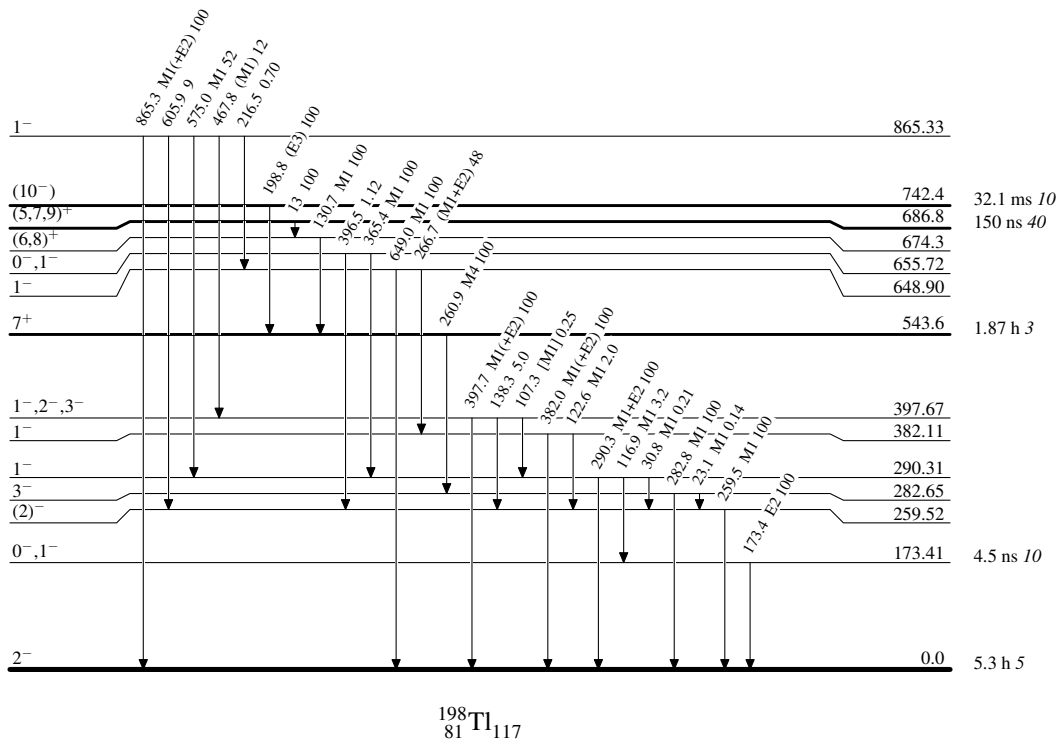 865.3 M1(+E2) 100
605.9 9
575.0 M1 52
467.8 (M1) 12
216.5 0.70
1⁻ 865.33
198.8 (E3) 100
13 100
130.7 M1 100
396.5 1.12
365.4 M1 100
649.0 M1 100
266.7 (M1+E2) 48
(10⁻) 742.4 32.1 ms 10
(5,7,9)⁺ 686.8 150 ns 40
(6,8)⁺ 674.3
0⁻,1⁻ 655.72
1⁻ 648.90
260.9 M4 100
7⁺ 543.6 1.87 h 3
397.7 M1(+E2) 100
138.3 5.0
107.3 [M1] 0.25
382.0 M1(+E2) 100
122.6 M1 2.0
1⁻,2⁻,3⁻ 397.67
1⁻ 382.11
290.3 M1+E2 100
116.9 M1 3.2
30.8 M1 0.21
282.8 M1 100
23.1 M1 0.14
259.5 M1 100
1⁻ 290.31
3⁻ 282.65
(2)⁻ 259.52
173.4 E2 100
0⁻,1⁻ 173.41 4.5 ns 10
2⁻ 0.0 5.3 h 5
¹⁹⁸₈₁Tl₁₁₇